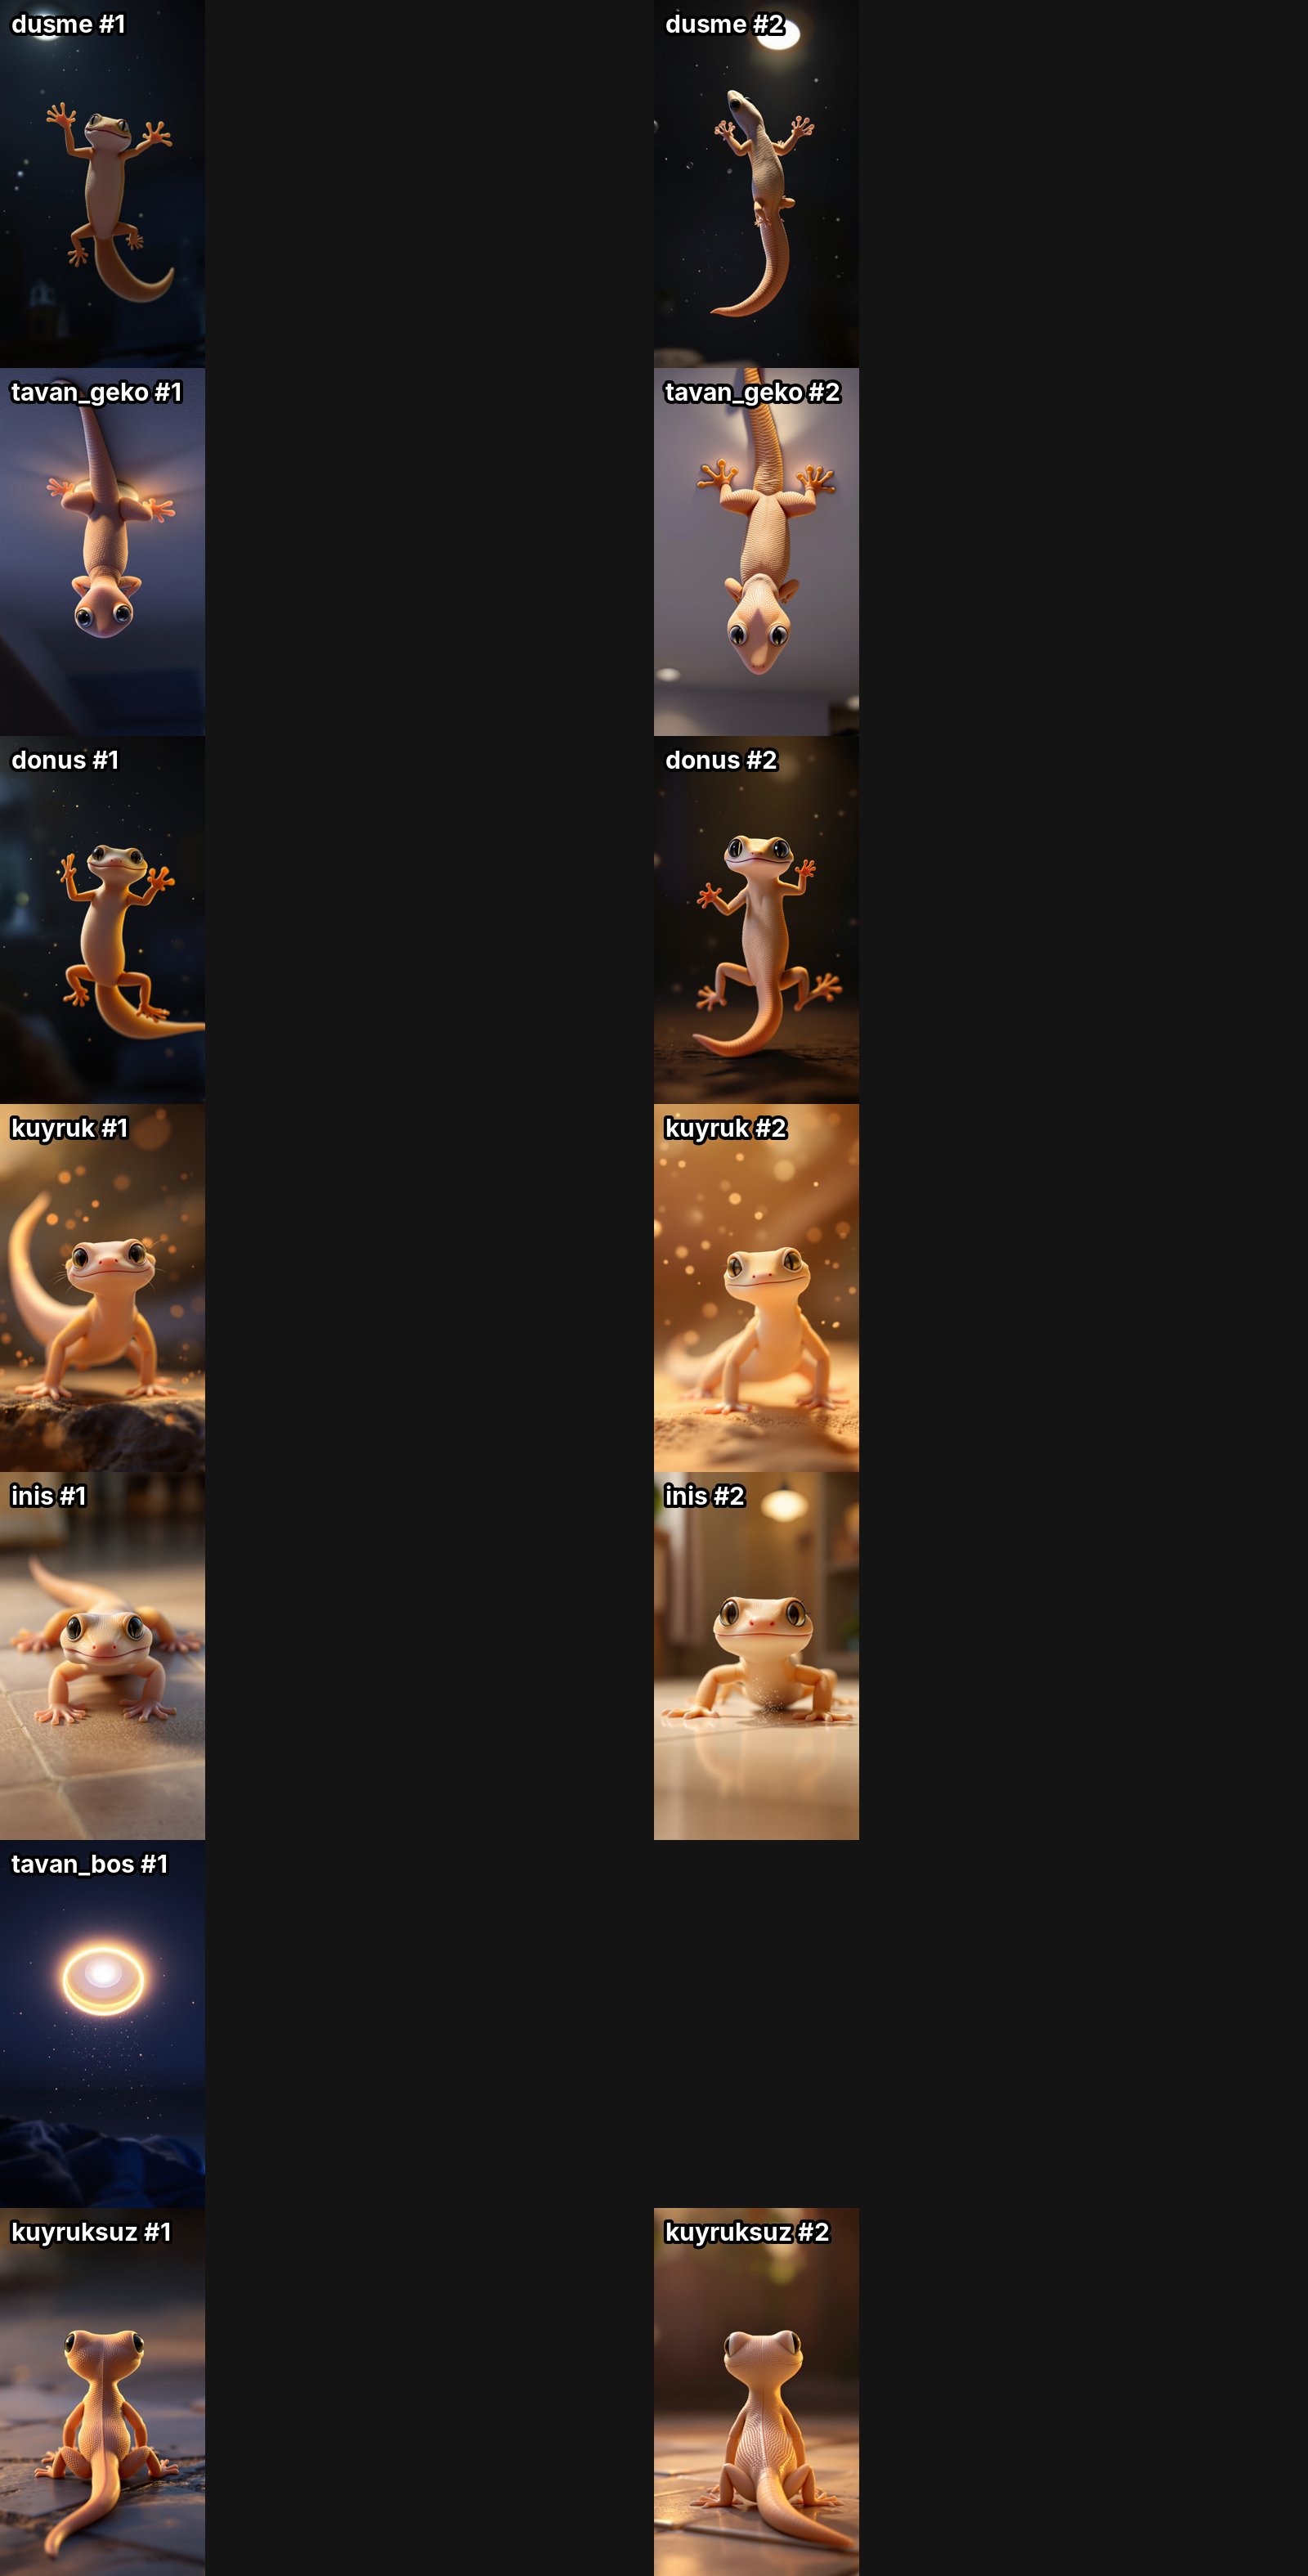 dusme #1
dusme #2
tavan_geko #1
tavan_geko #2
donus #1
donus #2
kuyruk #1
kuyruk #2
inis #1
inis #2
tavan_bos #1
kuyruksuz #1
kuyruksuz #2